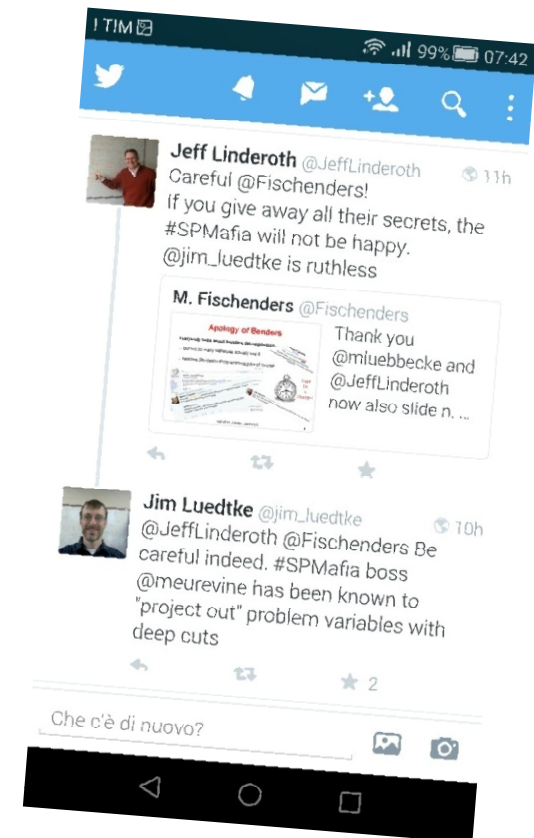 I TIM
99% 07:42
Jeff Linderoth @JeffLinderoth 11h
Careful @Fischenders!
If you give away all their secrets, the
#SPMafia will not be happy.
@jim_luedtke is ruthless
M. Fischenders @Fischenders
Apology of Benders
Thank you
@mluebbecke and
@JeffLinderoth
now also slide n. ...
Jim Luedtke @jim_luedtke 10h
@JeffLinderoth @Fischenders Be
careful indeed. #SPMafia boss
@meurevine has been known to
"project out" problem variables with
deep cuts
2
Che c'è di nuovo?